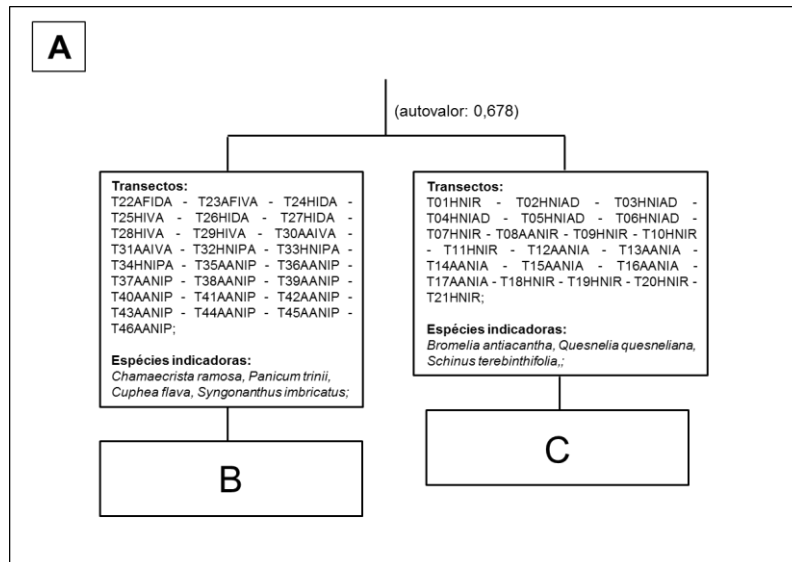 A
(autovalor: 0,678)
Transectos:
T22AFIDA - T23AFIVA - T24HIDA -
T25HIVA - T26HIDA - T27HIDA -
T28HIVA - T29HIVA - T30AAIVA -
T31AAIVA - T32HNIPA - T33HNIPA -
T34HNIPA - T35AANIP - T36AANIP -
T37AANIP - T38AANIP - T39AANIP -
T40AANIP - T41AANIP - T42AANIP -
T43AANIP - T44AANIP - T45AANIP -
T46AANIP;
Espécies indicadoras:
Chamaecrista ramosa, Panicum trinii,
Cuphea flava, Syngonanthus imbricatus;
B
Transectos:
T01HNIR - T02HNIAD - T03HNIAD -
T04HNIAD - T05HNIAD - T06HNIAD -
T07HNIR - T08AANIR - T09HNIR - T10HNIR
- T11HNIR - T12AANIA - T13AANIA -
T14AANIA - T15AANIA - T16AANIA -
T17AANIA - T18HNIR - T19HNIR - T20HNIR -
T21HNIR;
Espécies indicadoras:
Bromelia antiacantha, Quesnelia quesneliana,
Schinus terebinthifolia,;
C